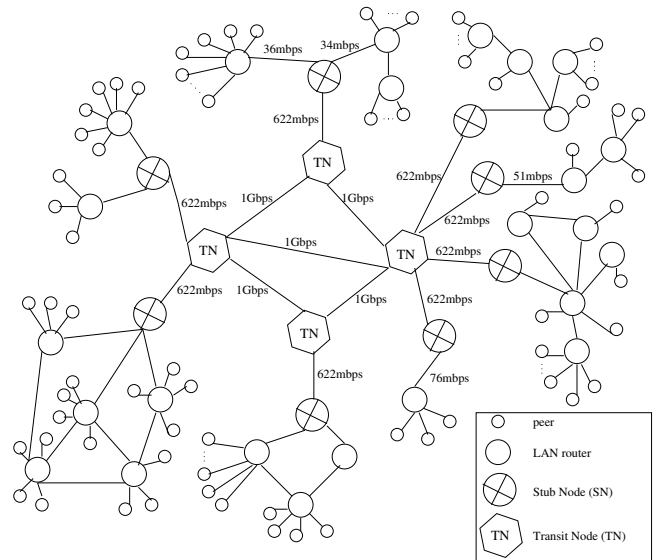 36mbps
34mbps
622mbps
TN
1Gbps
1Gbps
622mbps
51mbps
622mbps
622mbps
TN
1Gbps
TN
622mbps
622mbps
1Gbps
1Gbps
622mbps
TN
622mbps
76mbps
peer
LAN router
Stub Node (SN)
TN
Transit Node (TN)